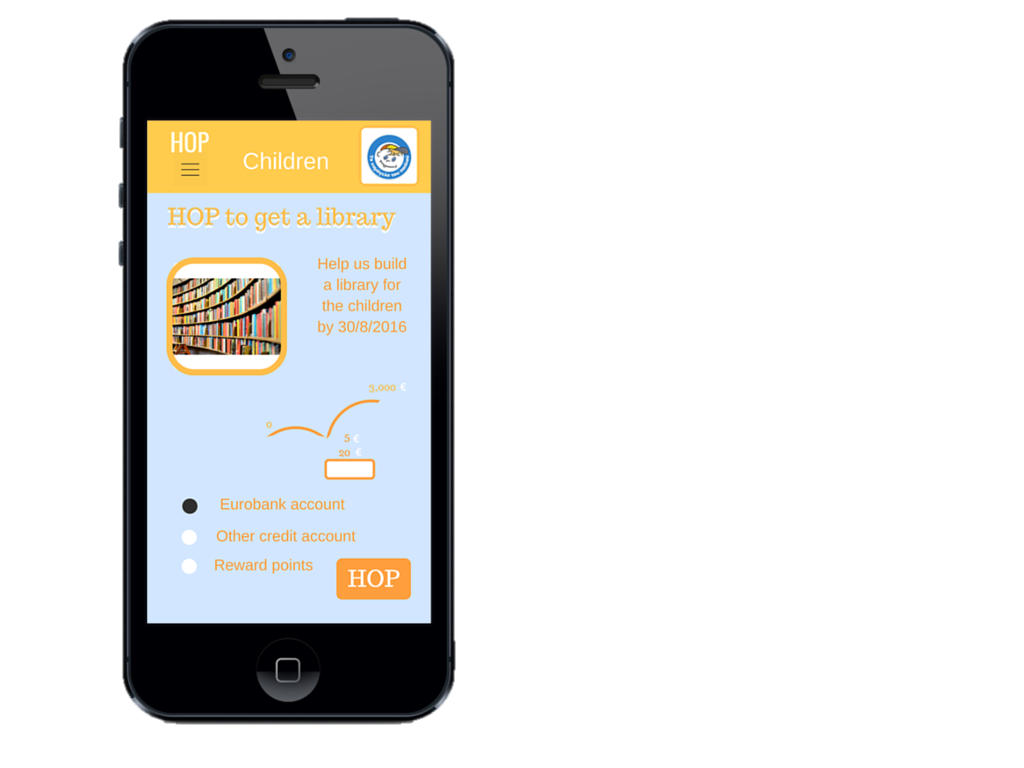 HOP
Children
HOP to get a library
Help us build
a library for
the children
by 30/8/2016
3.000 €
0
5 €
20 €
Eurobank account
Other credit account
Reward points
HOP